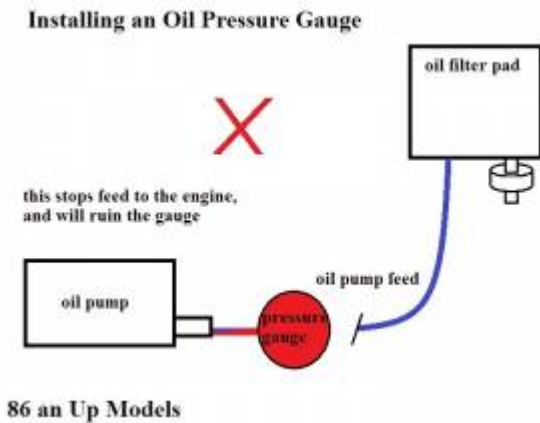 Installing an Oil Pressure Gauge
oil filter pad
this stops feed to the engine,
and will ruin the gauge
oil pump feed
oil pump
pressure
gauge
86 an Up Models